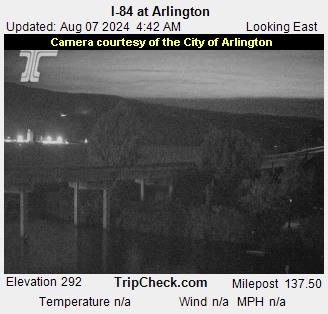 I-84 at Arlington
Updated: Aug 07 2024 4:42 AM Looking East
Camera courtesy of the City of Arlington
Elevation 292 TripCheck.com Milepost 137.50
Temperature n/a Wind n/a MPH n/a